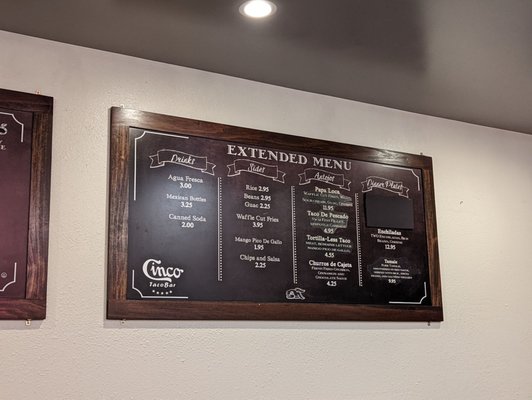 EXTENDED MENU
Drinks
Agua Fresca
3.00
Mexican Bottles
3.25
Canned Soda
2.00
Cinco
TacoBar
Sides
Rice 2.95
Beans 2.95
Guac 2.25
Waffle Cut Fries
3.95
Mango Pico De Gallo
1.95
Chips and Salsa
2.25
Antojos
Papa Loca
11.95
Taco De Pescado
4.95
Tortilla-Less Taco
4.55
Churros de Cajeta
Chocolate Sauce
4.25
Dinner Plates
Enchiladas
12.95
Tamale
9.95